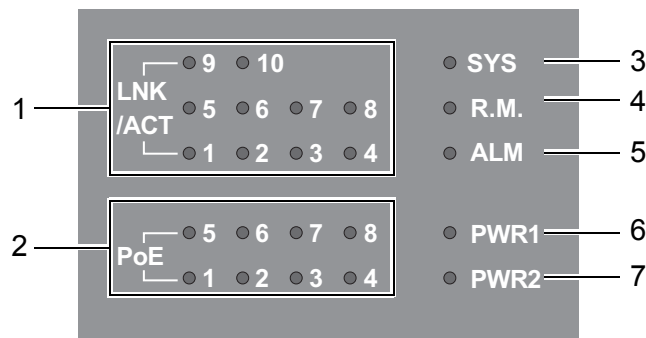 9 10 SYS 3
1 LNK 5 6 7 8 R.M. 4
/ACT 1 2 3 4 ALM 5
2 PoE 5 6 7 8 PWR1 6
1 2 3 4 PWR2 7